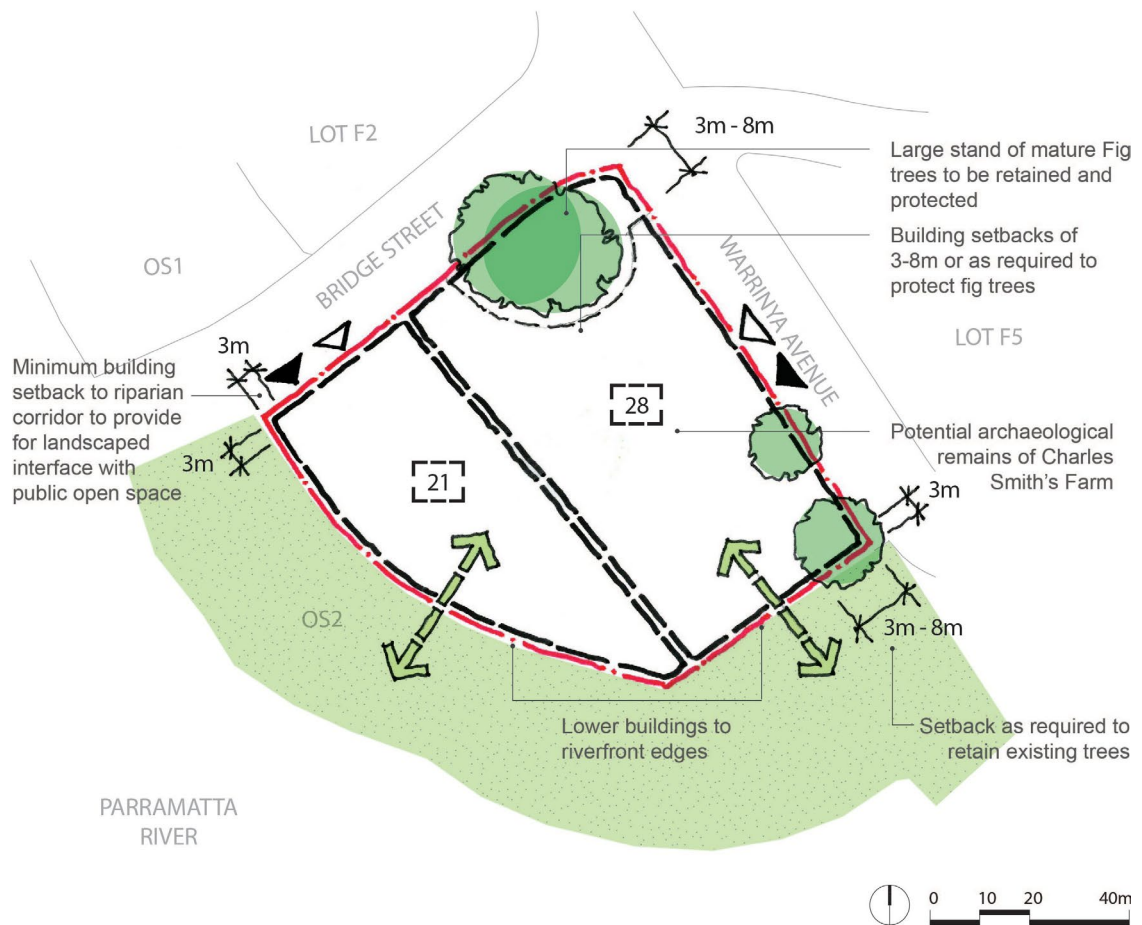 LOT F2
3m - 8m
Large stand of mature Fig
trees to be retained and
protected
BRIDGE STREET
OS1
WARRINYA AVENUE
Building setbacks of
3-8m or as required to
protect fig trees
LOT F5
3m
Minimum building
setback to riparian
corridor to provide
for landscaped
interface with
public open space
3m
28
21
Potential archaeological
remains of Charles
Smith's Farm
3m
OS2
3m - 8m
Lower buildings to
riverfront edges
Setback as required to
retain existing trees
PARRAMATTA
RIVER
0 10 20 40m